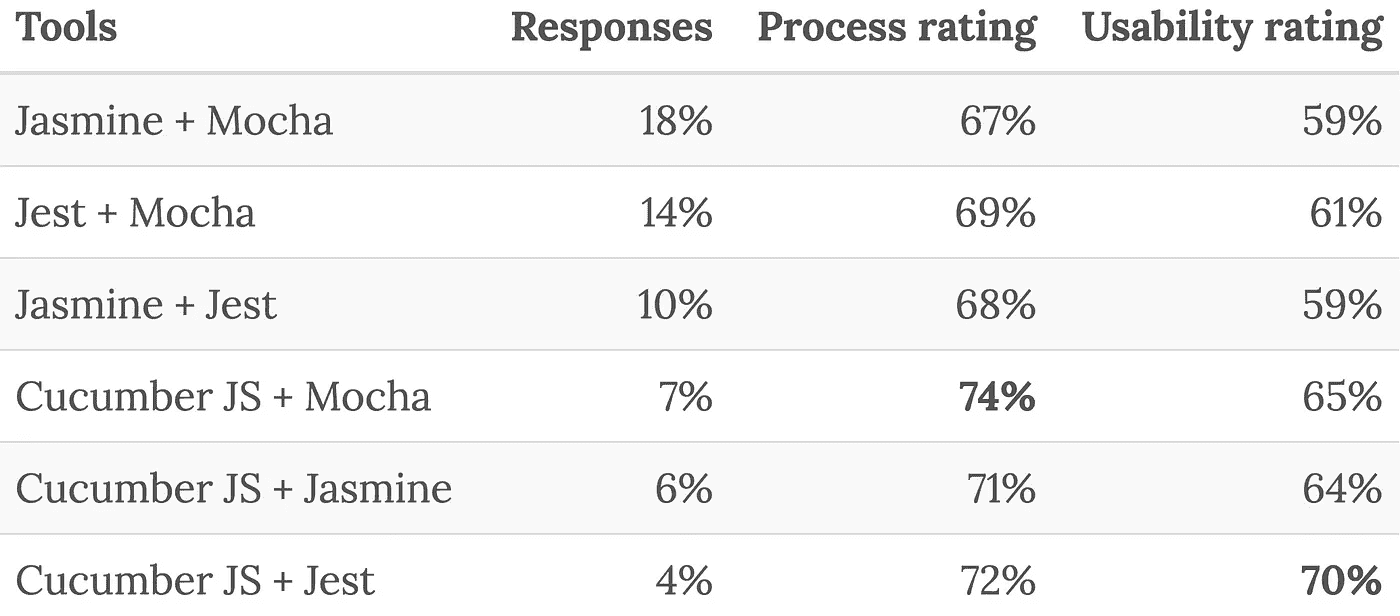 Tools Responses Process rating Usability rating
Jasmine + Mocha 18% 67% 59%
Jest + Mocha 14% 69% 61%
Jasmine + Jest 10% 68% 59%
Cucumber JS + Mocha 7% 74% 65%
Cucumber JS + Jasmine 6% 71% 64%
Cucumber JS + Jest 4% 72% 70%